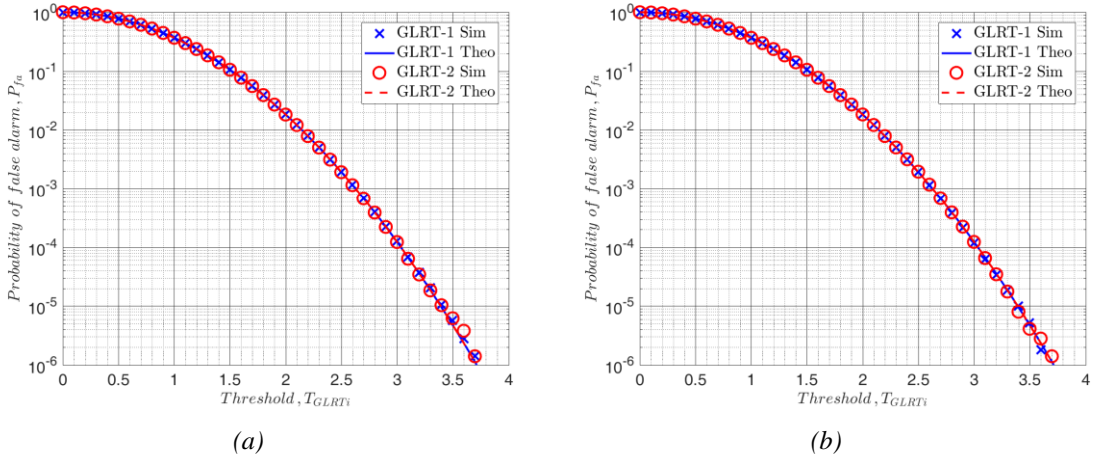 10^0
10^-1
10^-2
10^-3
10^-4
10^-5
10^-6
Probability of false alarm, P_fa
GLRT-1 Sim
GLRT-1 Theo
GLRT-2 Sim
GLRT-2 Theo
0 0.5 1 1.5 2 2.5 3 3.5 4
Threshold, T_GLRTi
(a)
10^0
10^-1
10^-2
10^-3
10^-4
10^-5
10^-6
Probability of false alarm, P_fa
GLRT-1 Sim
GLRT-1 Theo
GLRT-2 Sim
GLRT-2 Theo
0 0.5 1 1.5 2 2.5 3 3.5 4
Threshold, T_GLRTi
(b)